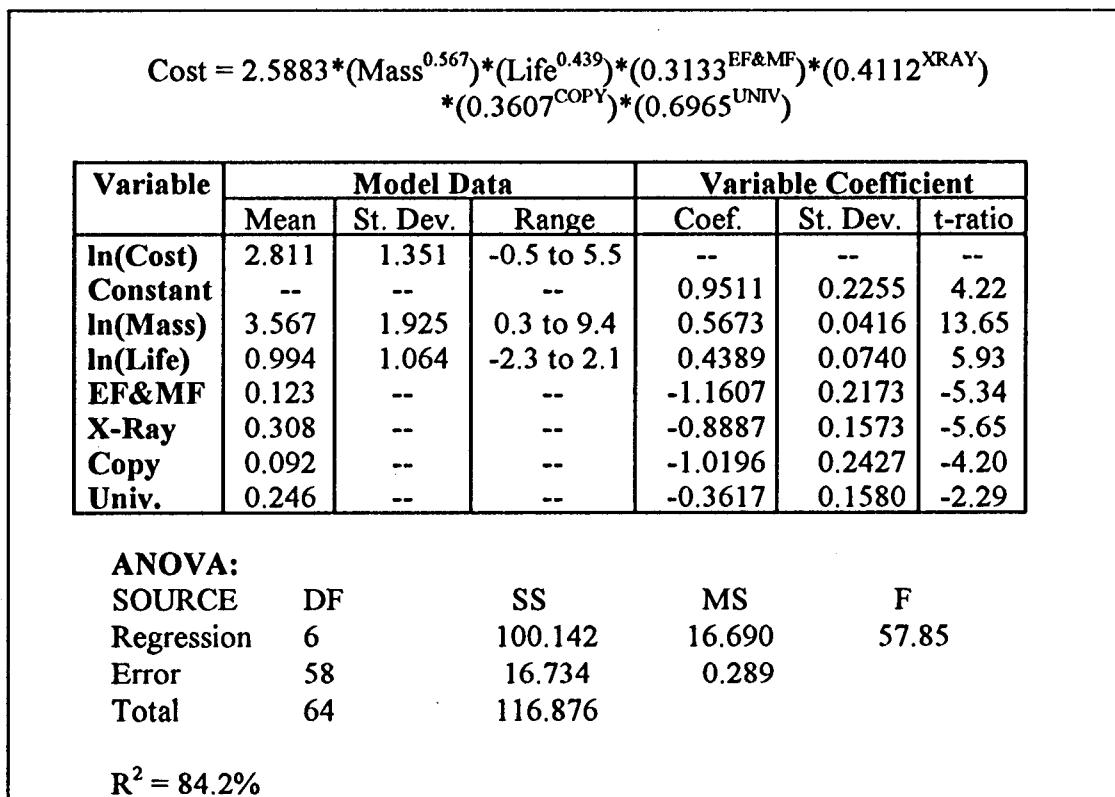 Cost = 2.5883*(Mass^0.567)*(Life^0.439)*(0.3133^EF&MF)*(0.4112^XRAY)
*(0.3607^COPY)*(0.6965^UNIV)
Variable Model Data Variable Coefficient
Mean St. Dev. Range Coef. St. Dev. t-ratio
ln(Cost) 2.811 1.351 -0.5 to 5.5 -- -- --
Constant -- -- -- 0.9511 0.2255 4.22
ln(Mass) 3.567 1.925 0.3 to 9.4 0.5673 0.0416 13.65
ln(Life) 0.994 1.064 -2.3 to 2.1 0.4389 0.0740 5.93
EF&MF 0.123 -- -- -1.1607 0.2173 -5.34
X-Ray 0.308 -- -- -0.8887 0.1573 -5.65
Copy 0.092 -- -- -1.0196 0.2427 -4.20
Univ. 0.246 -- -- -0.3617 0.1580 -2.29
ANOVA:
SOURCE DF SS MS F
Regression 6 100.142 16.690 57.85
Error 58 16.734 0.289
Total 64 116.876
R² = 84.2%